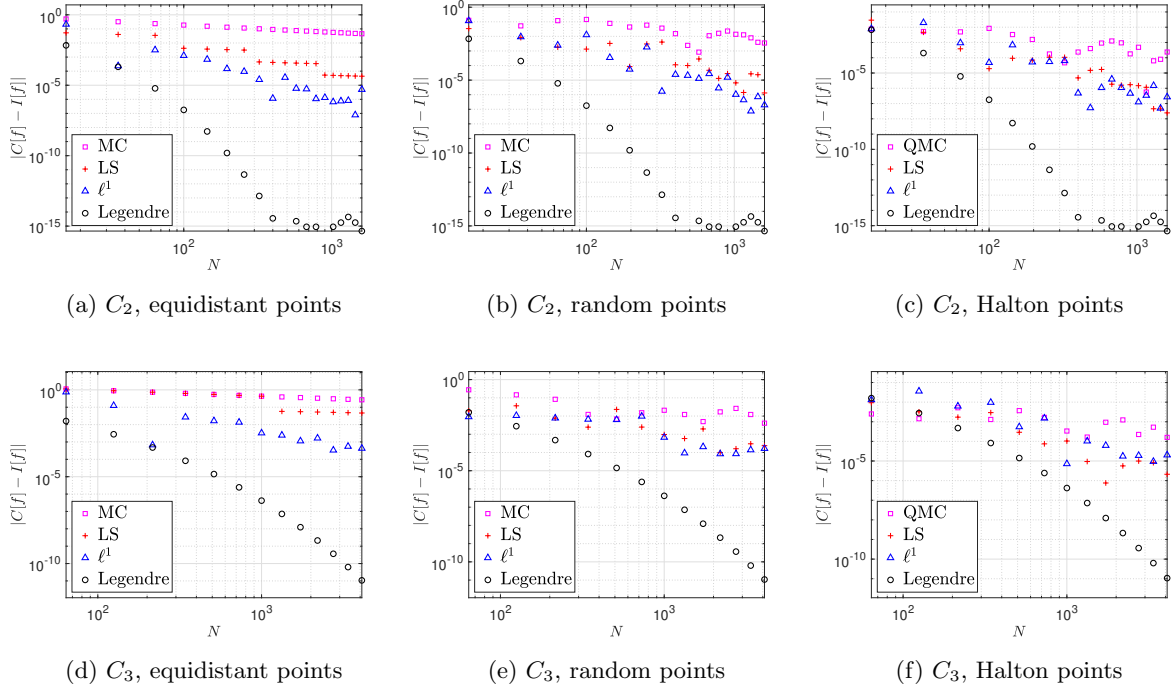 |C[f] − I[f]|
10^0
10^-5
10^-10
10^-15
MC
LS
ℓ^1
Legendre
10^2
10^3
N
(a) C_2, equidistant points
|C[f] − I[f]|
10^0
10^-5
10^-10
10^-15
MC
LS
ℓ^1
Legendre
10^2
10^3
N
(b) C_2, random points
|C[f] − I[f]|
10^0
10^-5
10^-10
10^-15
QMC
LS
ℓ^1
Legendre
10^2
10^3
N
(c) C_2, Halton points
|C[f] − I[f]|
10^0
10^-5
10^-10
MC
LS
ℓ^1
Legendre
10^2
10^3
N
(d) C_3, equidistant points
|C[f] − I[f]|
10^0
10^-5
10^-10
MC
LS
ℓ^1
Legendre
10^2
10^3
N
(e) C_3, random points
|C[f] − I[f]|
10^-5
10^-10
QMC
LS
ℓ^1
Legendre
10^2
10^3
N
(f) C_3, Halton points